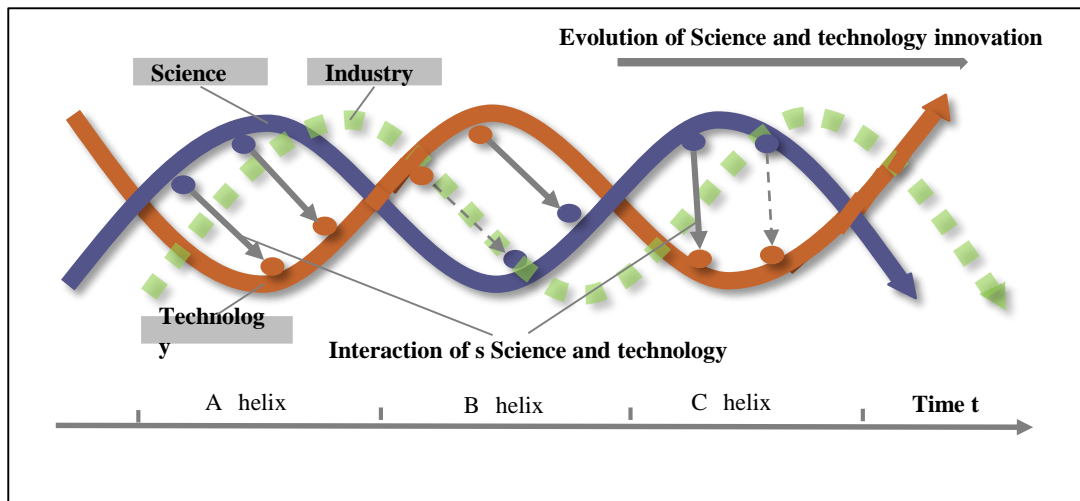 Evolution of Science and technology innovation
Science
Industry
Technolog
y
Interaction of s Science and technology
A helix
B helix
C helix
Time t